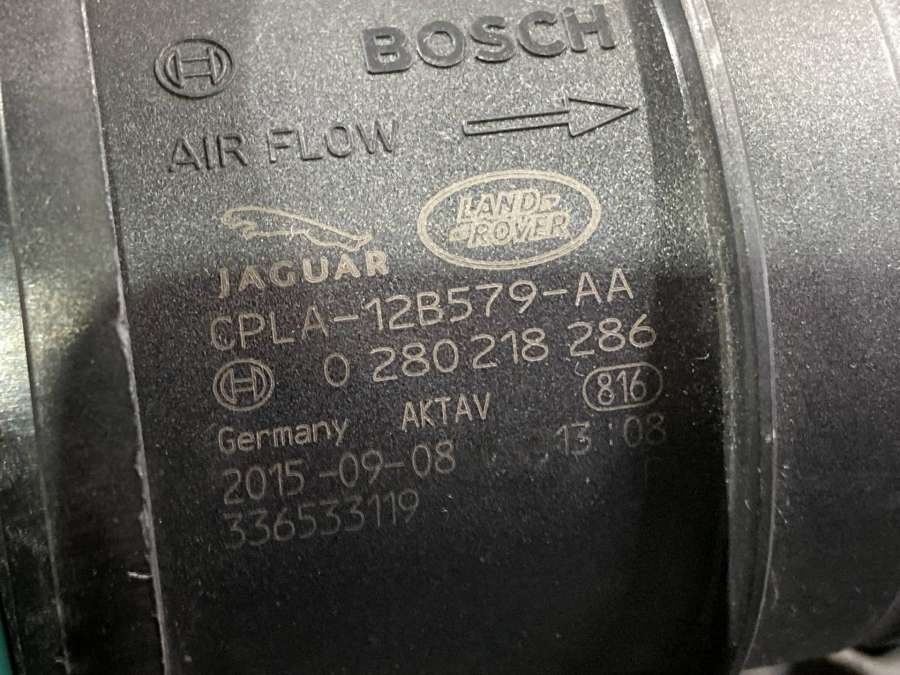 BOSCH
AIR FLOW
JAGUAR
LAND ROVER
CPLA-12B579-AA
0 280 218 286
816
Germany AKTAV
2015-09-08 13:08
336533119